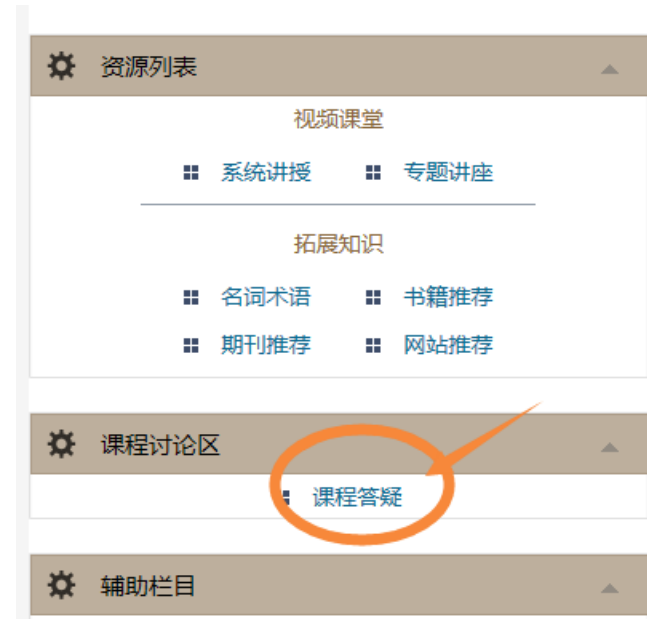 资源列表
视频课堂
系统讲授 专题讲座
拓展知识
名词术语 书籍推荐
期刊推荐 网站推荐
课程讨论区
课程答疑
辅助栏目